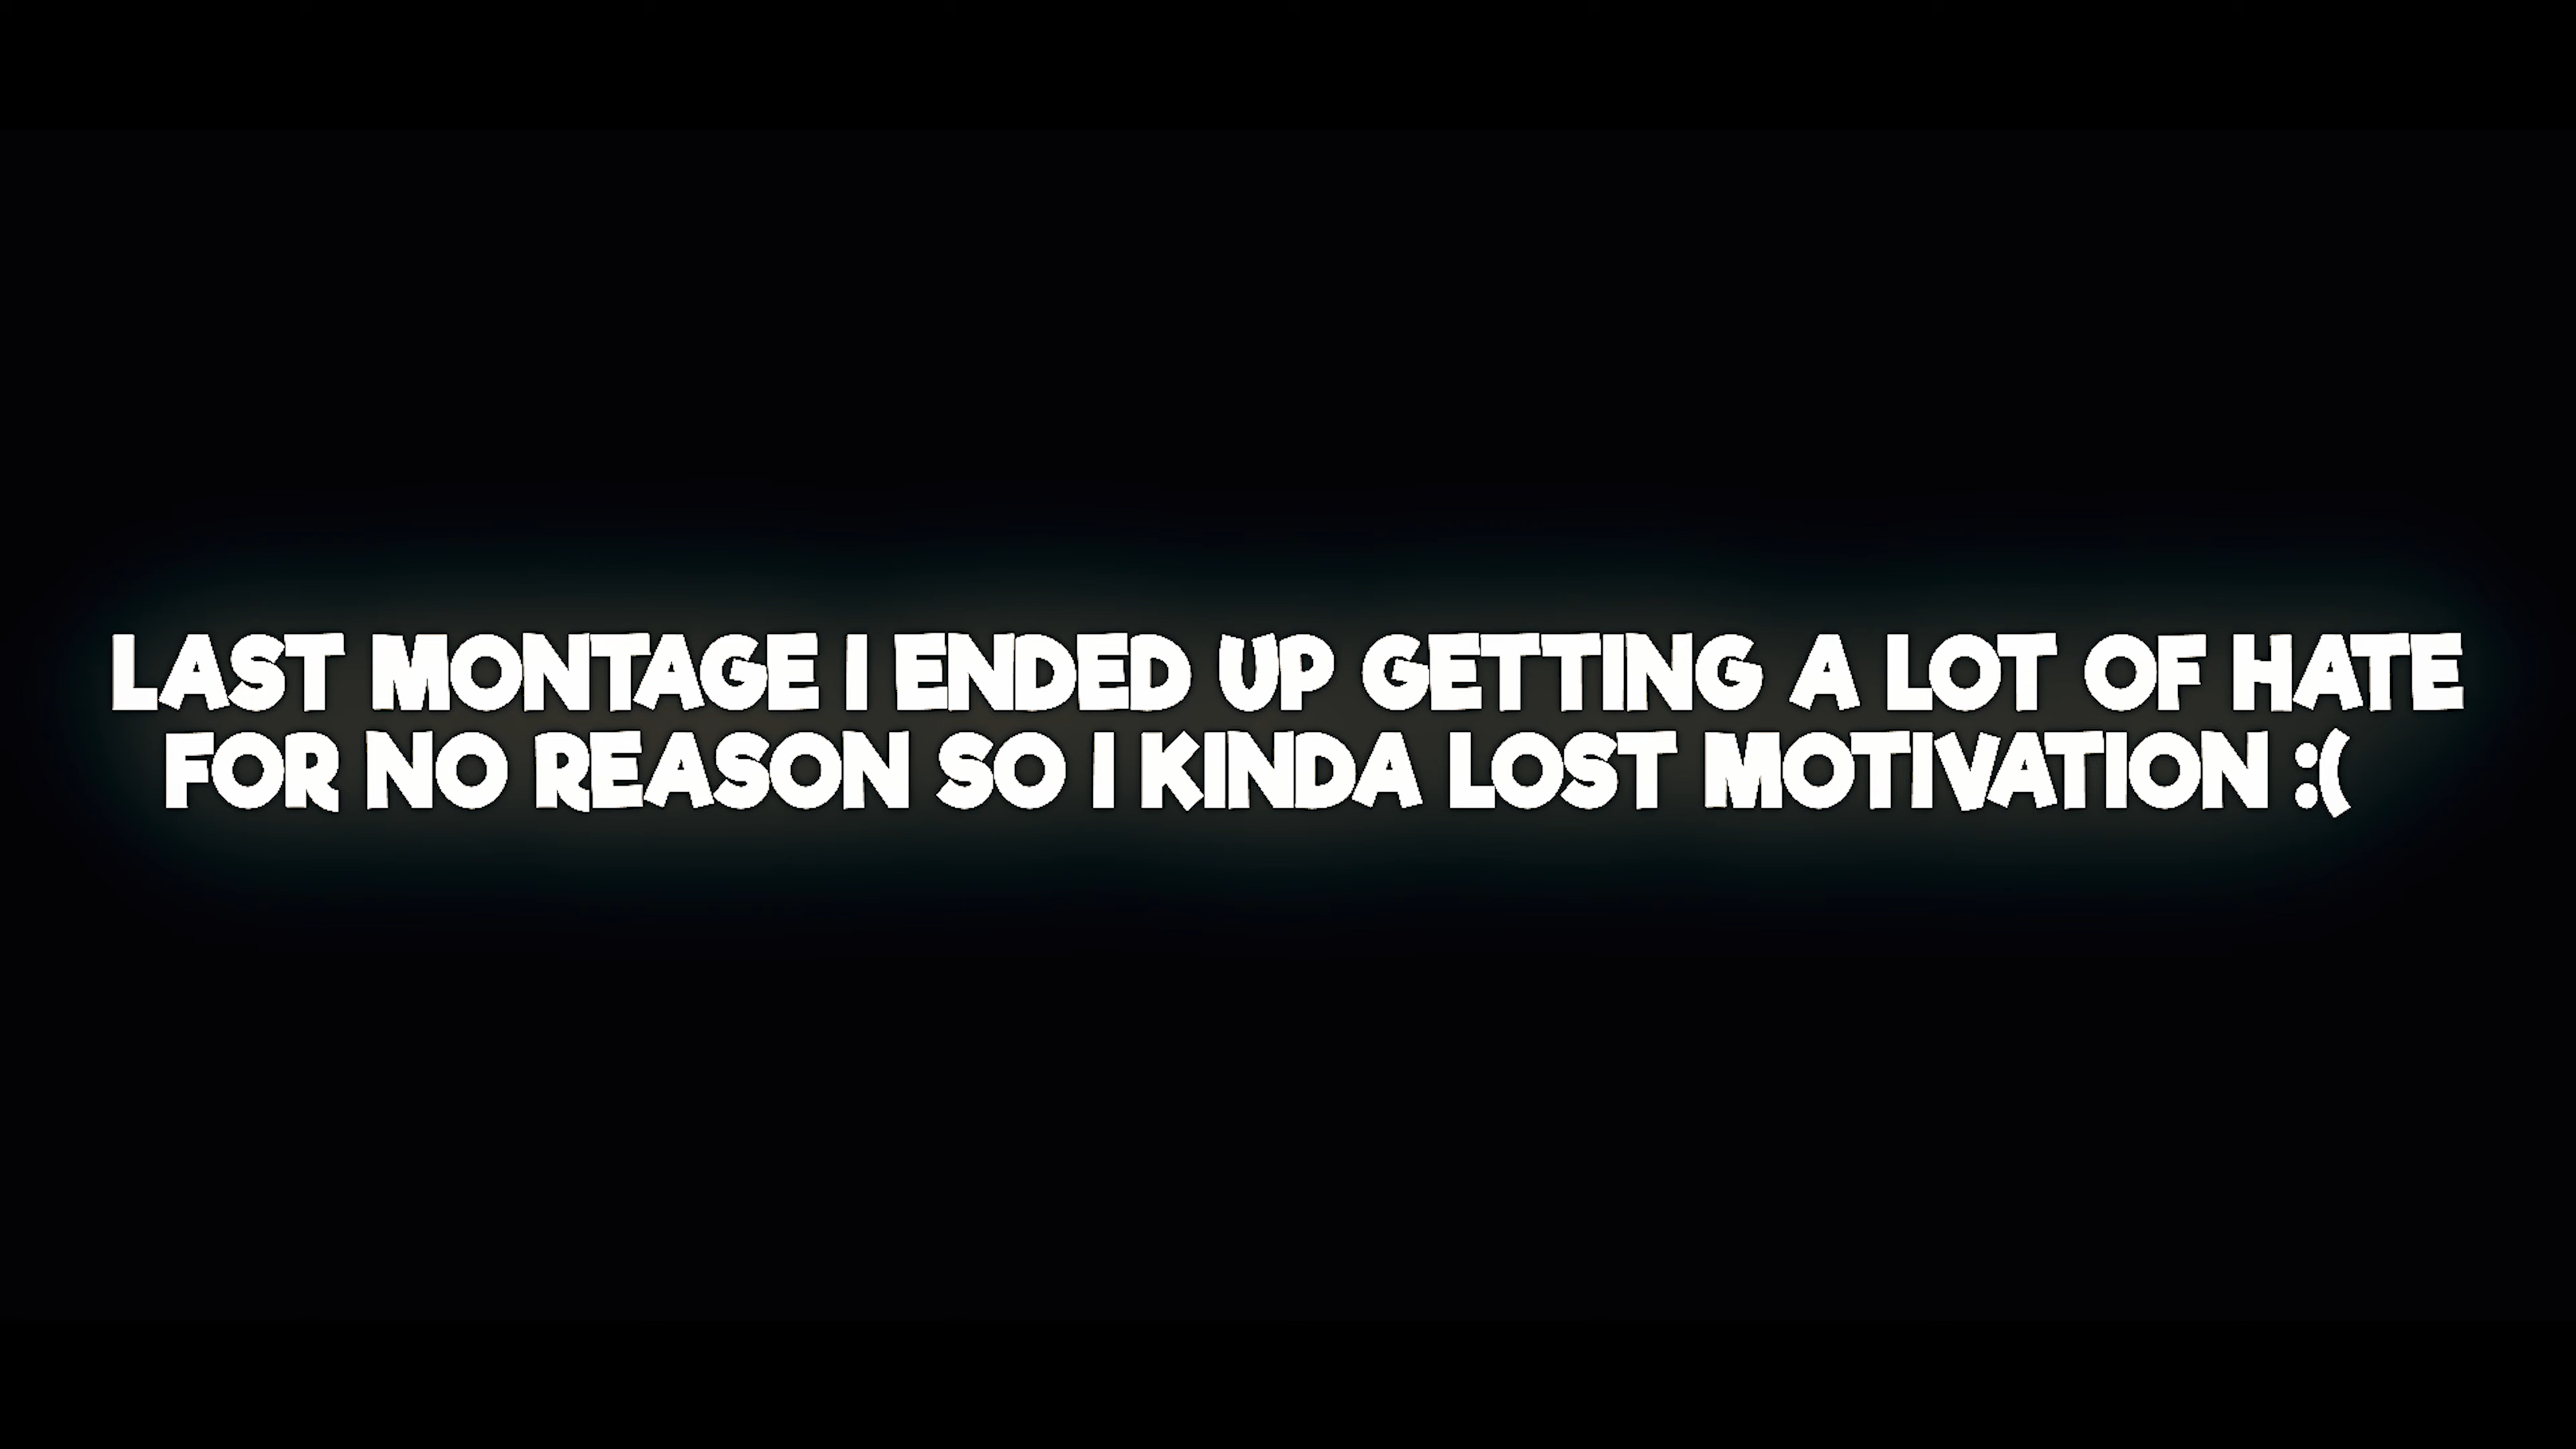 LAST MONTAGE I ENDED UP GETTING A LOT OF HATE
FOR NO REASON SO I KINDA LOST MOTIVATION :(